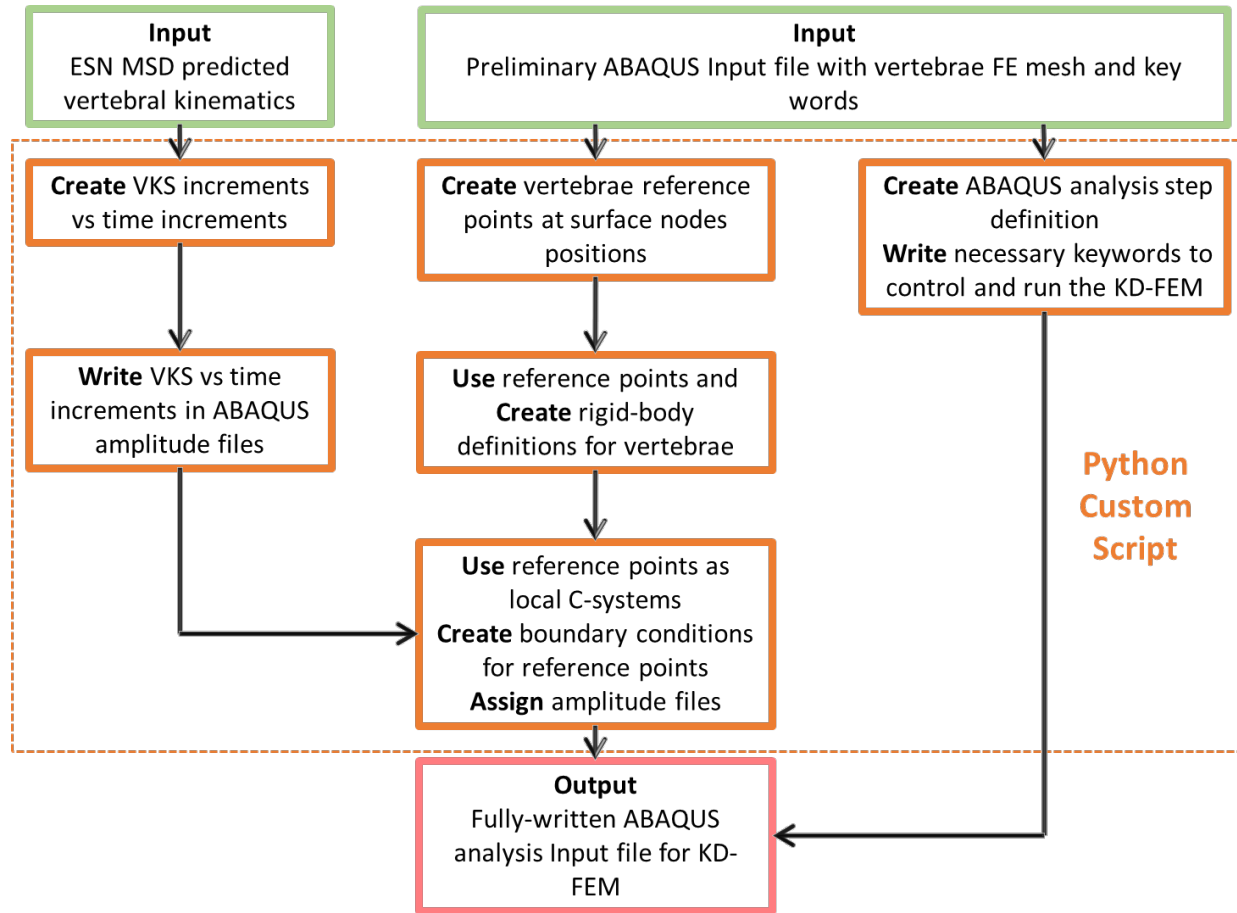 Input
ESN MSD predicted
vertebral kinematics
Input
Preliminary ABAQUS Input file with vertebrae FE mesh and key
words
Create VKS increments
vs time increments
Create vertebrae reference
points at surface nodes
positions
Create ABAQUS analysis step
definition
Write necessary keywords to
control and run the KD-FEM
Write VKS vs time
increments in ABAQUS
amplitude files
Use reference points and
Create rigid-body
definitions for vertebrae
Python
Custom
Script
Use reference points as
local C-systems
Create boundary conditions
for reference points
Assign amplitude files
Output
Fully-written ABAQUS
analysis Input file for KD-
FEM